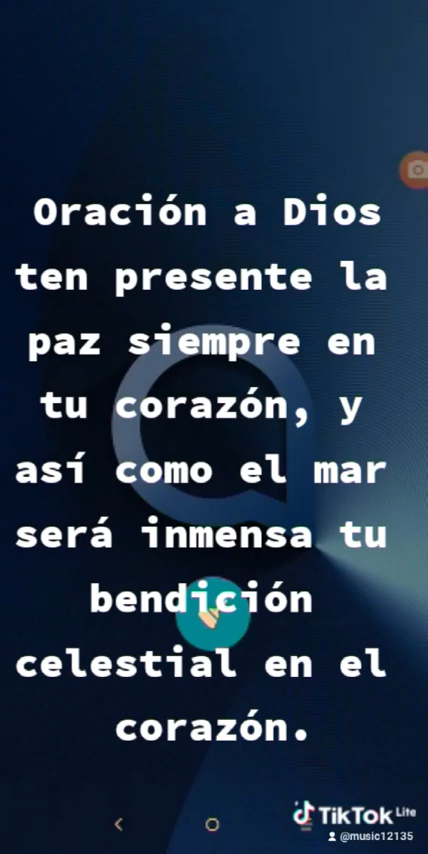 Oración a Dios
ten presente la
paz siempre en
tu corazón, y
así como el mar
será inmensa tu
bendición
celestial en el
corazón.
TikTok Lite
@music12135